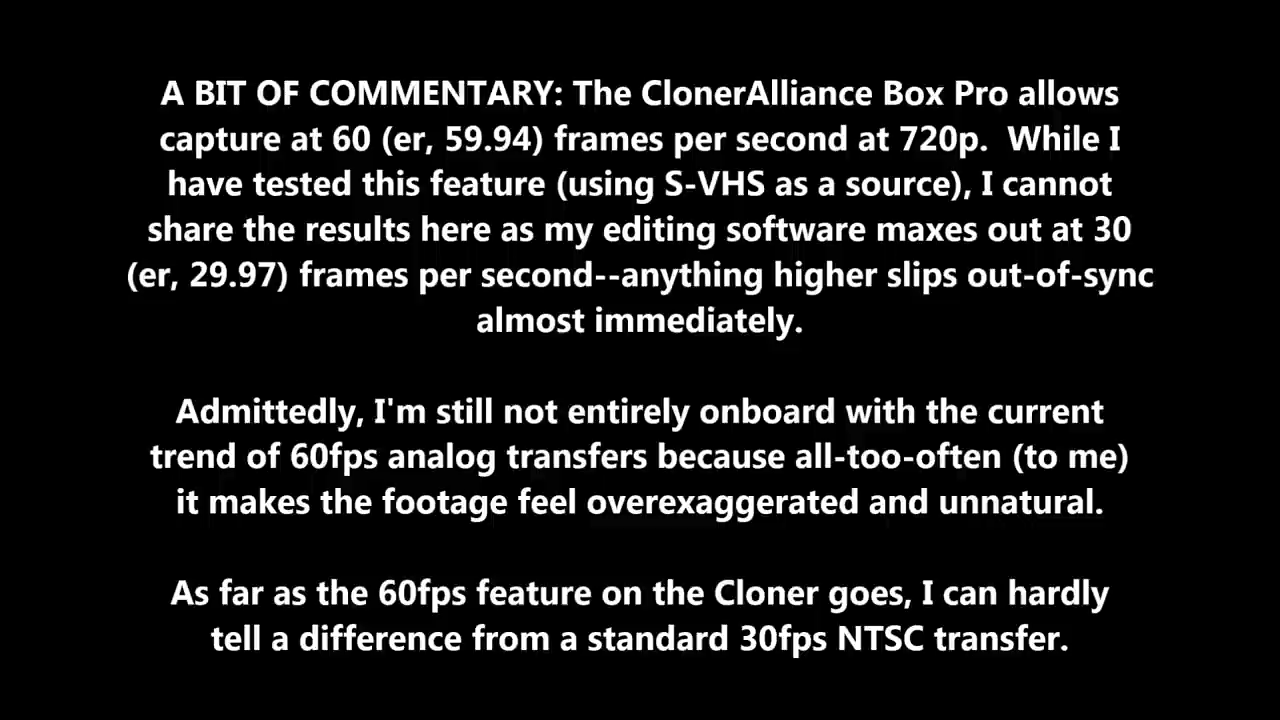 A BIT OF COMMENTARY: The ClonerAlliance Box Pro allows
capture at 60 (er, 59.94) frames per second at 720p.  While I
have tested this feature (using S-VHS as a source), I cannot
share the results here as my editing software maxes out at 30
(er, 29.97) frames per second--anything higher slips out-of-sync
almost immediately.
Admittedly, I'm still not entirely onboard with the current
trend of 60fps analog transfers because all-too-often (to me)
it makes the footage feel overexaggerated and unnatural.
As far as the 60fps feature on the Cloner goes, I can hardly
tell a difference from a standard 30fps NTSC transfer.